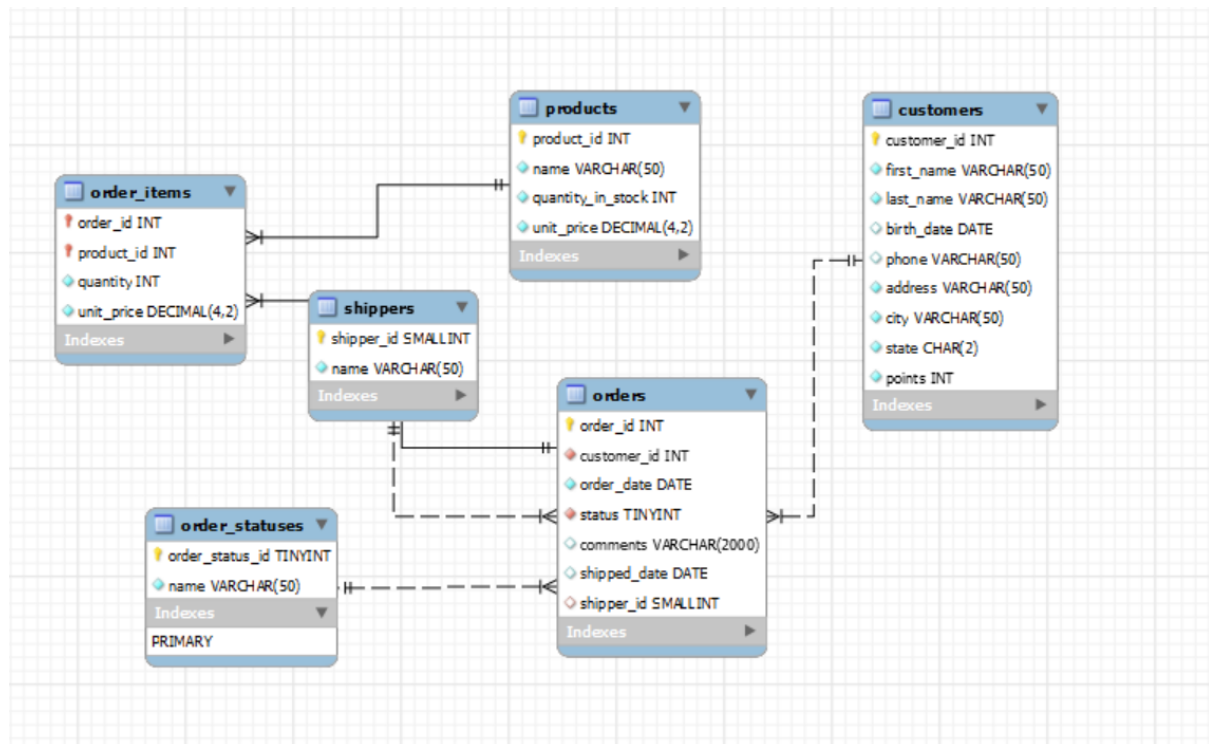 products
product_id INT
name VARCHAR(50)
quantity_in_stock INT
unit_price DECIMAL(4,2)
Indexes
customers
customer_id INT
first_name VARCHAR(50)
last_name VARCHAR(50)
birth_date DATE
phone VARCHAR(50)
address VARCHAR(50)
city VARCHAR(50)
state CHAR(2)
points INT
Indexes
order_items
order_id INT
product_id INT
quantity INT
unit_price DECIMAL(4,2)
Indexes
shippers
shipper_id SMALLINT
name VARCHAR(50)
Indexes
orders
order_id INT
customer_id INT
order_date DATE
status TINYINT
comments VARCHAR(2000)
shipped_date DATE
shipper_id SMALLINT
Indexes
order_statuses
order_status_id TINYINT
name VARCHAR(50)
Indexes
PRIMARY